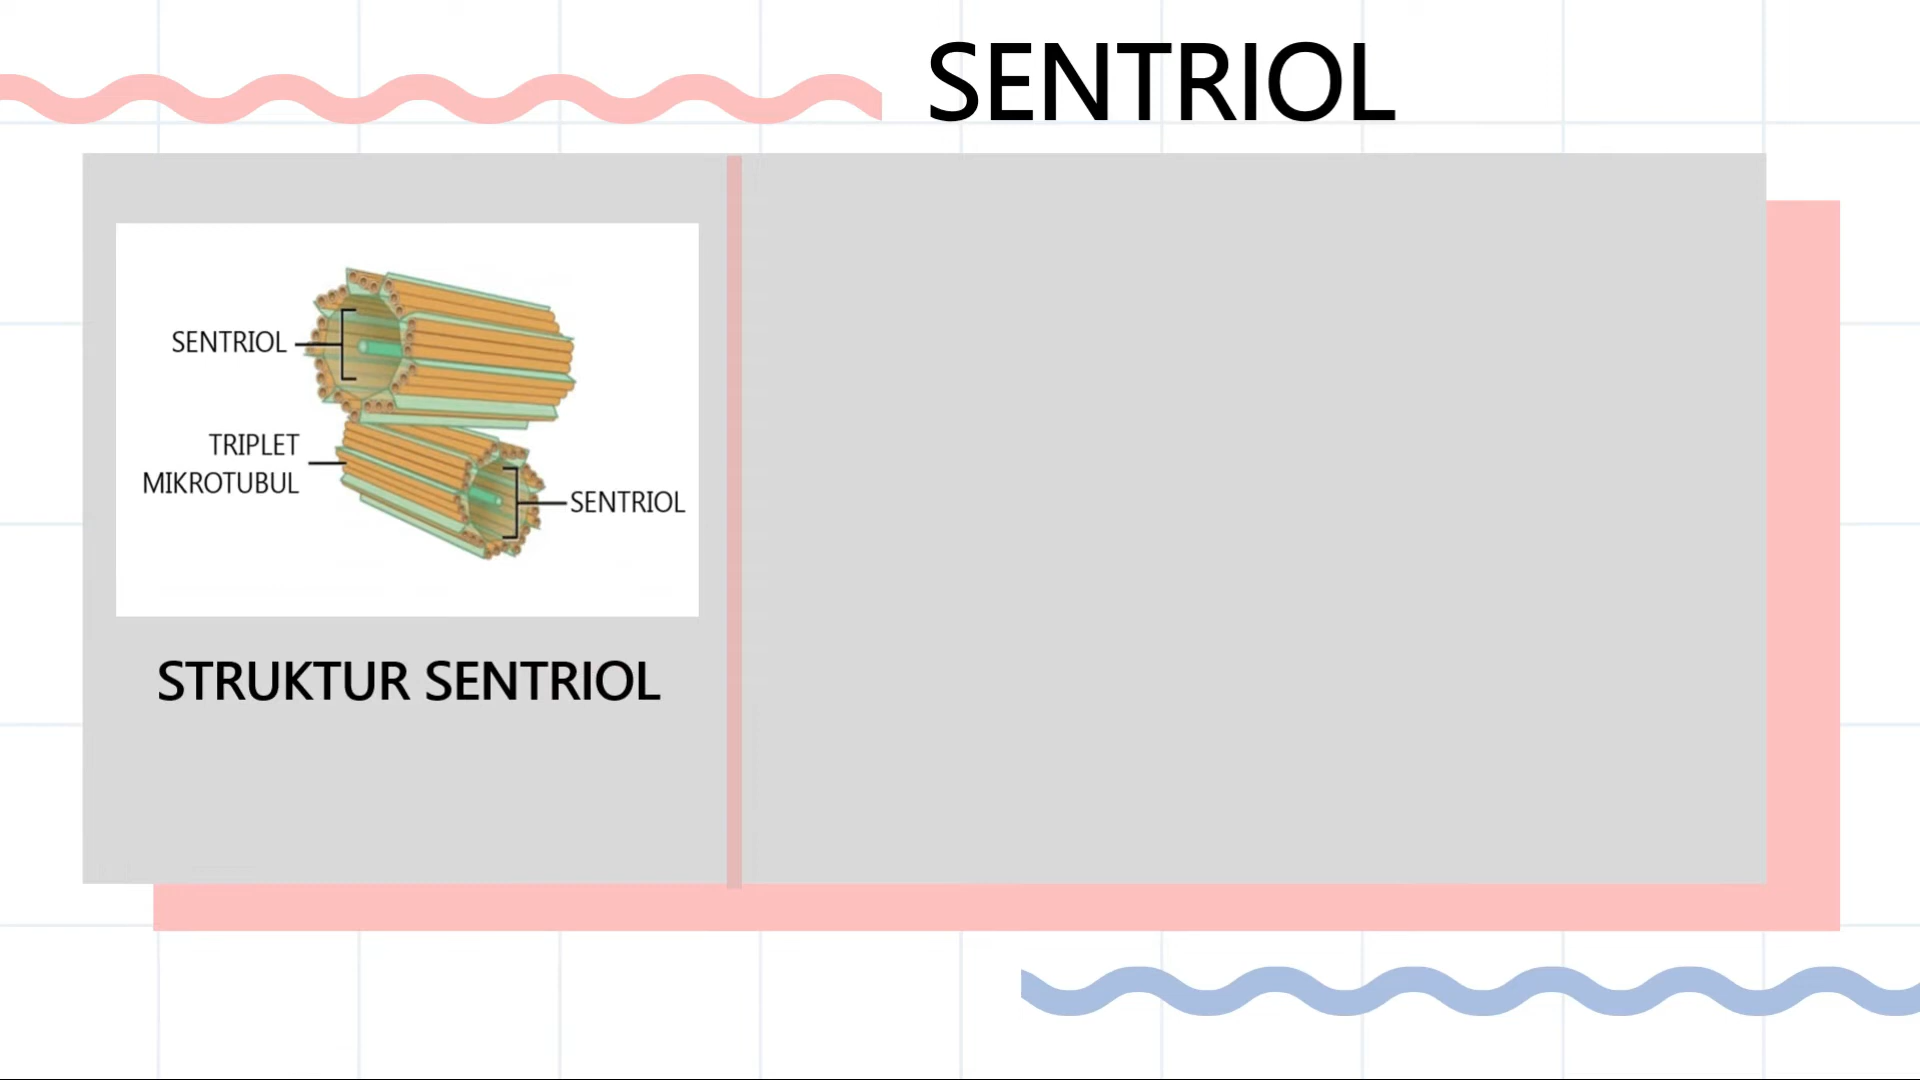 SENTRIOL
SENTRIOL
TRIPLET
MIKROTUBUL
SENTRIOL
STRUKTUR SENTRIOL